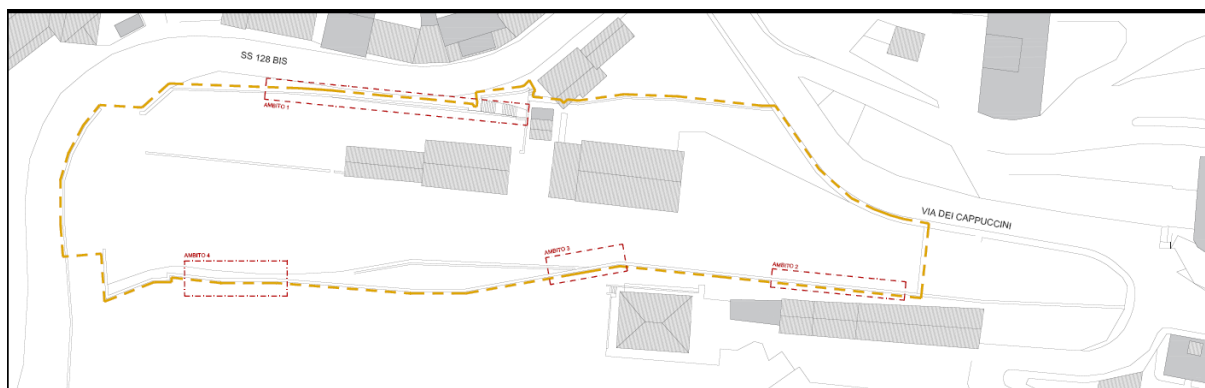 SS 128 BIS
AMBITO 1
VIA DEI CAPPUCCINI
AMBITO 3
AMBITO 4
AMBITO 2